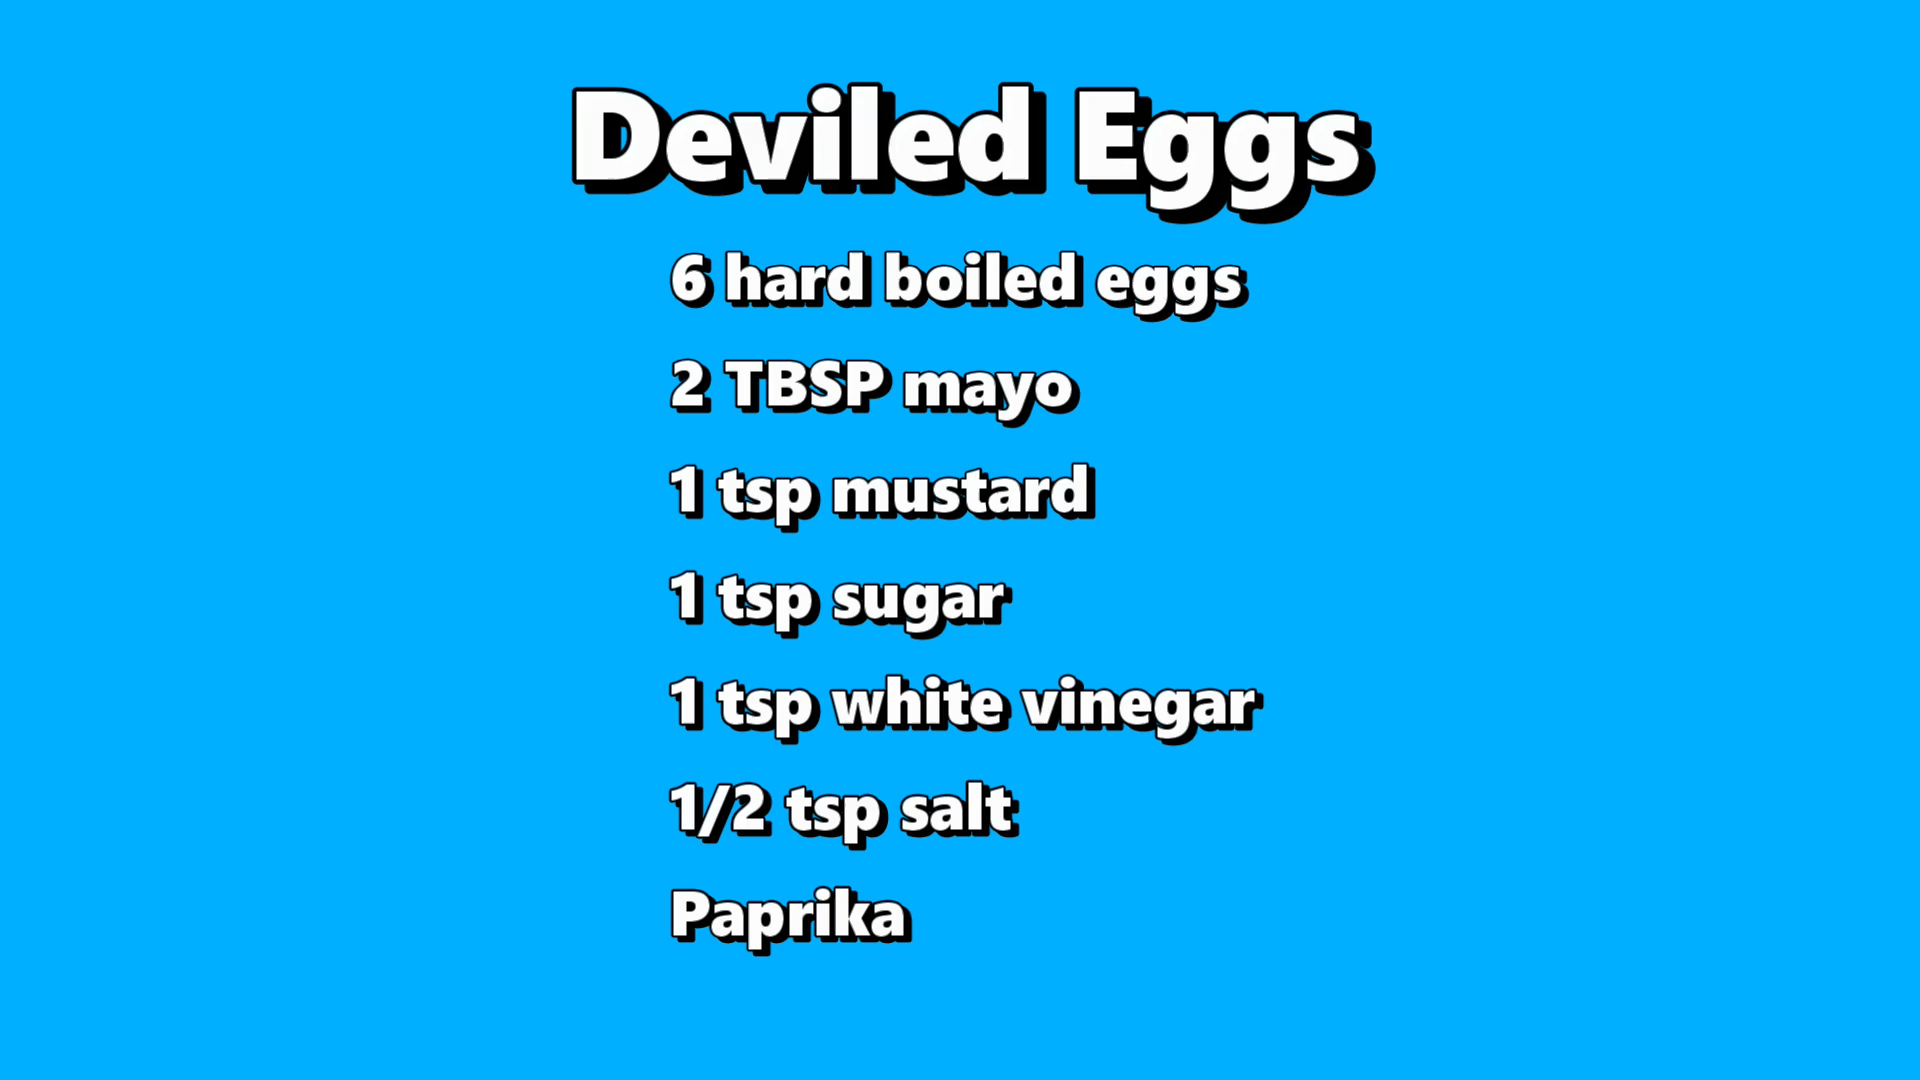 Deviled Eggs
6 hard boiled eggs
2 TBSP mayo
1 tsp mustard
1 tsp sugar
1 tsp white vinegar
1/2 tsp salt
Paprika